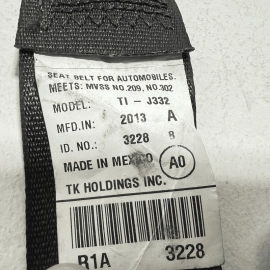 SEAT BELT FOR AUTOMOBILES.
MEETS: MVSS NO.209, NO.302
MODEL: TI - J332
MFD.IN: 2013 A
ID. NO.: 3228 8
MADE IN MEXICO A0
TK HOLDINGS INC.
R1A 3228